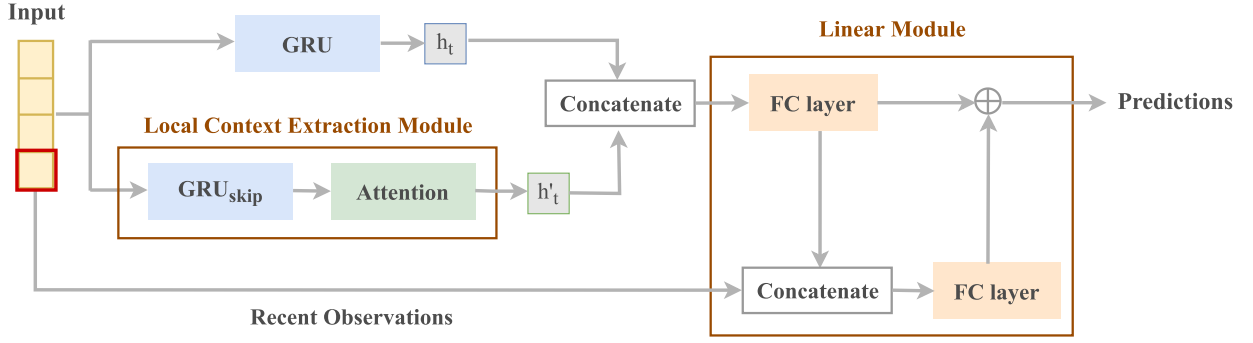 Input
GRU
h_t
Linear Module
Concatenate
FC layer
Predictions
Local Context Extraction Module
GRU_skip
Attention
h'_t
Concatenate
FC layer
Recent Observations